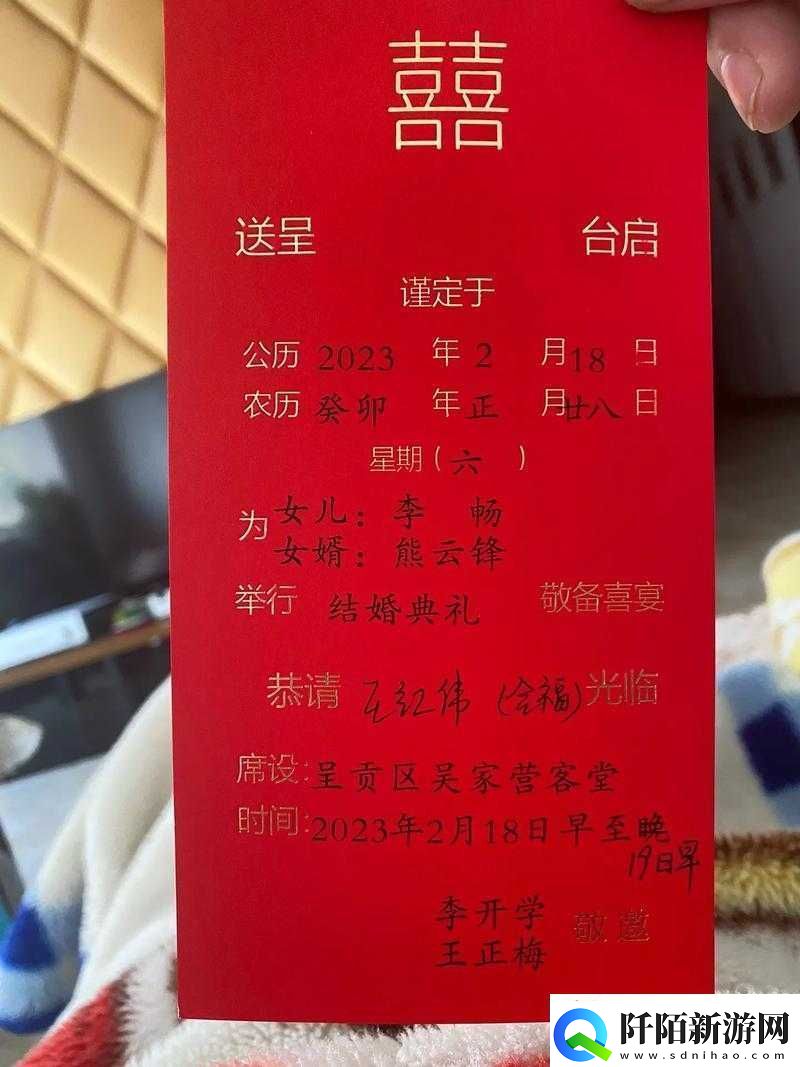 囍
送呈 台启
谨定于
公历 2023 年 2 月 18 日
农历 癸卯 年 正 月 廿八 日
星期（六）
为 女儿：李 畅
女婿：熊云锋
举行 结婚典礼 敬备喜宴
恭请 王红伟（合福）光临
席设：呈贡区吴家营客堂
时间：2023年2月18日早至晚
19日早
李开学
王正梅 敬邀
阡陌新游网
www.sdnihao.com